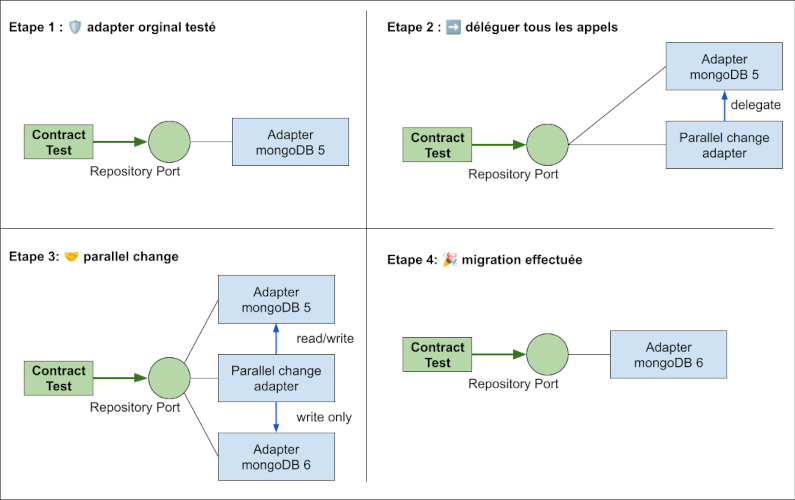 Etape 1 : 🛡️ adapter orginal testé
Contract
Test
Repository Port
Adapter
mongoDB 5
Etape 2 : ➡️ déléguer tous les appels
Adapter
mongoDB 5
delegate
Contract
Test
Parallel change
adapter
Repository Port
Etape 3: 🤝 parallel change
Adapter
mongoDB 5
read/write
Contract
Test
Parallel change
adapter
Repository Port
write only
Adapter
mongoDB 6
Etape 4: 🎉 migration effectuée
Contract
Test
Repository Port
Adapter
mongoDB 6